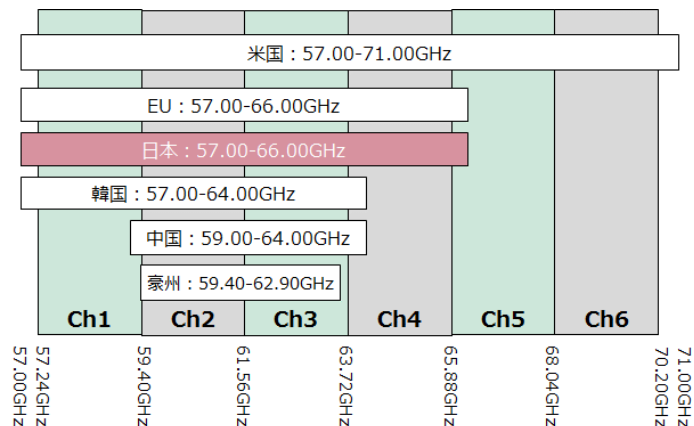 米国：57.00-71.00GHz
EU：57.00-66.00GHz
日本：57.00-66.00GHz
韓国：57.00-64.00GHz
中国：59.00-64.00GHz
豪州：59.40-62.90GHz
Ch1 Ch2 Ch3 Ch4 Ch5 Ch6
57.00GHz
57.24GHz
59.40GHz
61.56GHz
63.72GHz
65.88GHz
68.04GHz
70.20GHz
71.00GHz